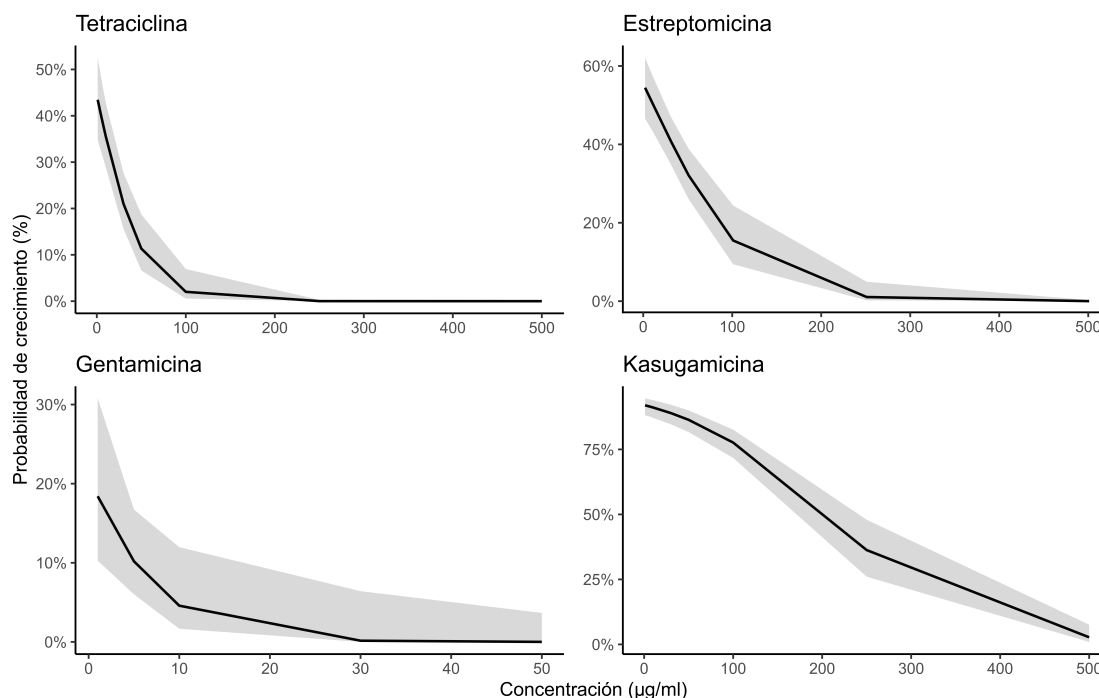 Tetraciclina
50%
40%
30%
20%
10%
0%
0 100 200 300 400 500
Estreptomicina
60%
40%
20%
0%
0 100 200 300 400 500
Gentamicina
30%
20%
10%
0%
0 10 20 30 40 50
Kasugamicina
75%
50%
25%
0%
0 100 200 300 400 500
Probabilidad de crecimiento (%)
Concentración (µg/ml)